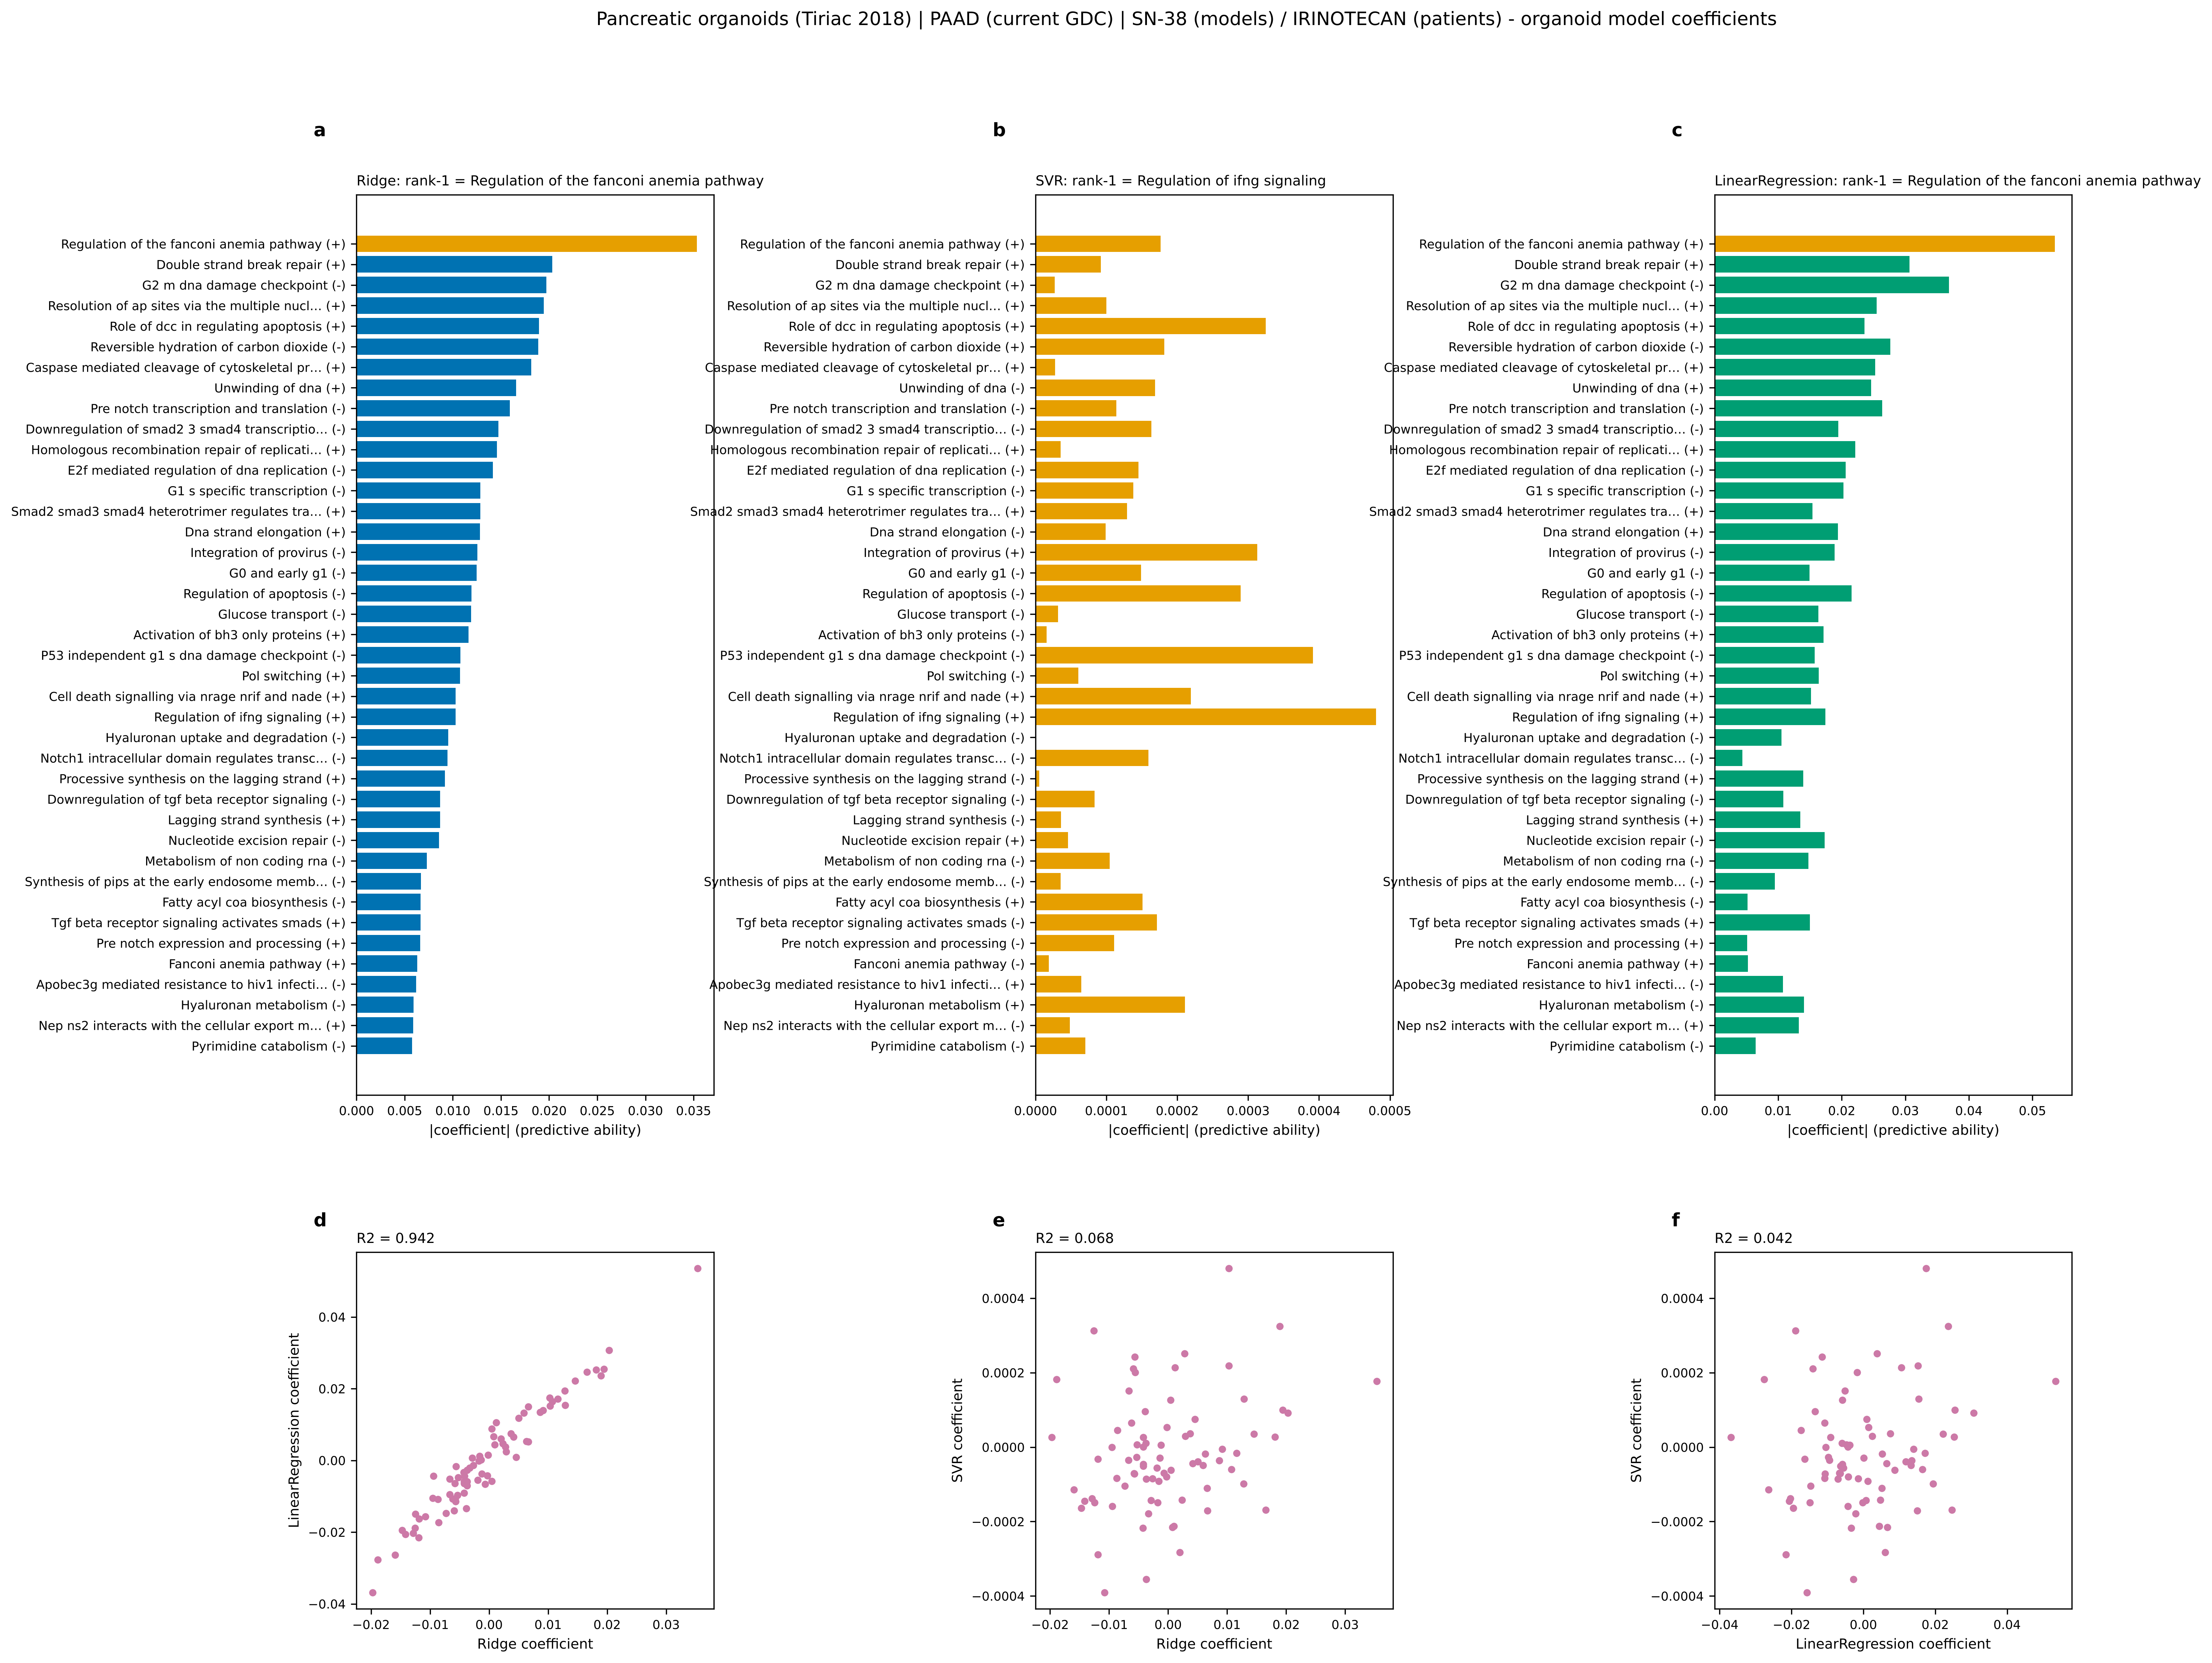 Pancreatic organoids (Tiriac 2018) | PAAD (current GDC) | SN-38 (models) / IRINOTECAN (patients) - organoid model coefficients
a
Ridge: rank-1 = Regulation of the fanconi anemia pathway
Regulation of the fanconi anemia pathway (+)
Double strand break repair (+)
G2 m dna damage checkpoint (-)
Resolution of ap sites via the multiple nucl… (+)
Role of dcc in regulating apoptosis (+)
Reversible hydration of carbon dioxide (-)
Caspase mediated cleavage of cytoskeletal pr… (+)
Unwinding of dna (+)
Pre notch transcription and translation (-)
Downregulation of smad2 3 smad4 transcriptio… (-)
Homologous recombination repair of replicati… (+)
E2f mediated regulation of dna replication (-)
G1 s specific transcription (-)
Smad2 smad3 smad4 heterotrimer regulates tra… (+)
Dna strand elongation (+)
Integration of provirus (-)
G0 and early g1 (-)
Regulation of apoptosis (-)
Glucose transport (-)
Activation of bh3 only proteins (+)
P53 independent g1 s dna damage checkpoint (-)
Pol switching (+)
Cell death signalling via nrage nrif and nade (+)
Regulation of ifng signaling (+)
Hyaluronan uptake and degradation (-)
Notch1 intracellular domain regulates transc… (-)
Processive synthesis on the lagging strand (+)
Downregulation of tgf beta receptor signaling (-)
Lagging strand synthesis (+)
Nucleotide excision repair (-)
Metabolism of non coding rna (-)
Synthesis of pips at the early endosome memb… (-)
Fatty acyl coa biosynthesis (-)
Tgf beta receptor signaling activates smads (+)
Pre notch expression and processing (+)
Fanconi anemia pathway (+)
Apobec3g mediated resistance to hiv1 infecti… (-)
Hyaluronan metabolism (-)
Nep ns2 interacts with the cellular export m… (+)
Pyrimidine catabolism (-)
0.000 0.005 0.010 0.015 0.020 0.025 0.030 0.035
|coefficient| (predictive ability)
b
SVR: rank-1 = Regulation of ifng signaling
Regulation of the fanconi anemia pathway (+)
Double strand break repair (+)
G2 m dna damage checkpoint (+)
Resolution of ap sites via the multiple nucl… (+)
Role of dcc in regulating apoptosis (+)
Reversible hydration of carbon dioxide (+)
Caspase mediated cleavage of cytoskeletal pr… (+)
Unwinding of dna (-)
Pre notch transcription and translation (-)
Downregulation of smad2 3 smad4 transcriptio… (-)
Homologous recombination repair of replicati… (+)
E2f mediated regulation of dna replication (-)
G1 s specific transcription (-)
Smad2 smad3 smad4 heterotrimer regulates tra… (+)
Dna strand elongation (-)
Integration of provirus (+)
G0 and early g1 (-)
Regulation of apoptosis (-)
Glucose transport (-)
Activation of bh3 only proteins (-)
P53 independent g1 s dna damage checkpoint (-)
Pol switching (-)
Cell death signalling via nrage nrif and nade (+)
Regulation of ifng signaling (+)
Hyaluronan uptake and degradation (-)
Notch1 intracellular domain regulates transc… (-)
Processive synthesis on the lagging strand (-)
Downregulation of tgf beta receptor signaling (-)
Lagging strand synthesis (-)
Nucleotide excision repair (+)
Metabolism of non coding rna (-)
Synthesis of pips at the early endosome memb… (-)
Fatty acyl coa biosynthesis (+)
Tgf beta receptor signaling activates smads (-)
Pre notch expression and processing (-)
Fanconi anemia pathway (-)
Apobec3g mediated resistance to hiv1 infecti… (+)
Hyaluronan metabolism (+)
Nep ns2 interacts with the cellular export m… (-)
Pyrimidine catabolism (-)
0.0000 0.0001 0.0002 0.0003 0.0004 0.0005
|coefficient| (predictive ability)
c
LinearRegression: rank-1 = Regulation of the fanconi anemia pathway
Regulation of the fanconi anemia pathway (+)
Double strand break repair (+)
G2 m dna damage checkpoint (-)
Resolution of ap sites via the multiple nucl… (+)
Role of dcc in regulating apoptosis (+)
Reversible hydration of carbon dioxide (-)
Caspase mediated cleavage of cytoskeletal pr… (+)
Unwinding of dna (+)
Pre notch transcription and translation (-)
Downregulation of smad2 3 smad4 transcriptio… (-)
Homologous recombination repair of replicati… (+)
E2f mediated regulation of dna replication (-)
G1 s specific transcription (-)
Smad2 smad3 smad4 heterotrimer regulates tra… (+)
Dna strand elongation (+)
Integration of provirus (-)
G0 and early g1 (-)
Regulation of apoptosis (-)
Glucose transport (-)
Activation of bh3 only proteins (+)
P53 independent g1 s dna damage checkpoint (-)
Pol switching (+)
Cell death signalling via nrage nrif and nade (+)
Regulation of ifng signaling (+)
Hyaluronan uptake and degradation (-)
Notch1 intracellular domain regulates transc… (-)
Processive synthesis on the lagging strand (+)
Downregulation of tgf beta receptor signaling (-)
Lagging strand synthesis (+)
Nucleotide excision repair (-)
Metabolism of non coding rna (-)
Synthesis of pips at the early endosome memb… (-)
Fatty acyl coa biosynthesis (-)
Tgf beta receptor signaling activates smads (+)
Pre notch expression and processing (+)
Fanconi anemia pathway (+)
Apobec3g mediated resistance to hiv1 infecti… (-)
Hyaluronan metabolism (-)
Nep ns2 interacts with the cellular export m… (+)
Pyrimidine catabolism (-)
0.00 0.01 0.02 0.03 0.04 0.05
|coefficient| (predictive ability)
d
R2 = 0.942
LinearRegression coefficient
0.04
0.02
0.00
−0.02
−0.04
−0.02 −0.01 0.00 0.01 0.02 0.03
Ridge coefficient
e
R2 = 0.068
SVR coefficient
0.0004
0.0002
0.0000
−0.0002
−0.0004
−0.02 −0.01 0.00 0.01 0.02 0.03
Ridge coefficient
f
R2 = 0.042
SVR coefficient
0.0004
0.0002
0.0000
−0.0002
−0.0004
−0.04 −0.02 0.00 0.02 0.04
LinearRegression coefficient